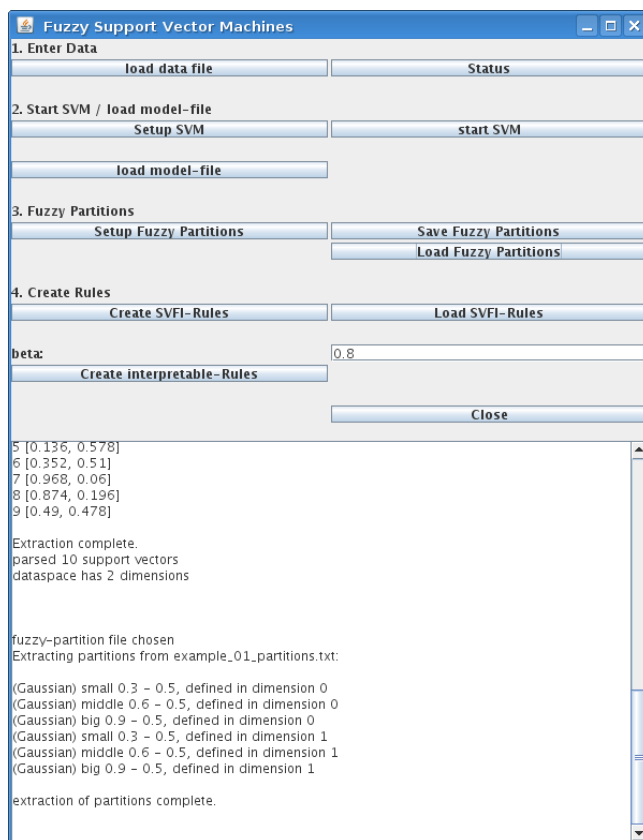 Fuzzy Support Vector Machines
1. Enter Data
load data file Status
2. Start SVM / load model-file
Setup SVM start SVM
load model-file
3. Fuzzy Partitions
Setup Fuzzy Partitions Save Fuzzy Partitions
Load Fuzzy Partitions
4. Create Rules
Create SVFI-Rules Load SVFI-Rules
beta: 0.8
Create interpretable-Rules
Close
5 [0.136, 0.578]
6 [0.352, 0.51]
7 [0.968, 0.06]
8 [0.874, 0.196]
9 [0.49, 0.478]
Extraction complete.
parsed 10 support vectors
dataspace has 2 dimensions
fuzzy-partition file chosen
Extracting partitions from example_01_partitions.txt:
(Gaussian) small 0.3 - 0.5, defined in dimension 0
(Gaussian) middle 0.6 - 0.5, defined in dimension 0
(Gaussian) big 0.9 - 0.5, defined in dimension 0
(Gaussian) small 0.3 - 0.5, defined in dimension 1
(Gaussian) middle 0.6 - 0.5, defined in dimension 1
(Gaussian) big 0.9 - 0.5, defined in dimension 1
extraction of partitions complete.